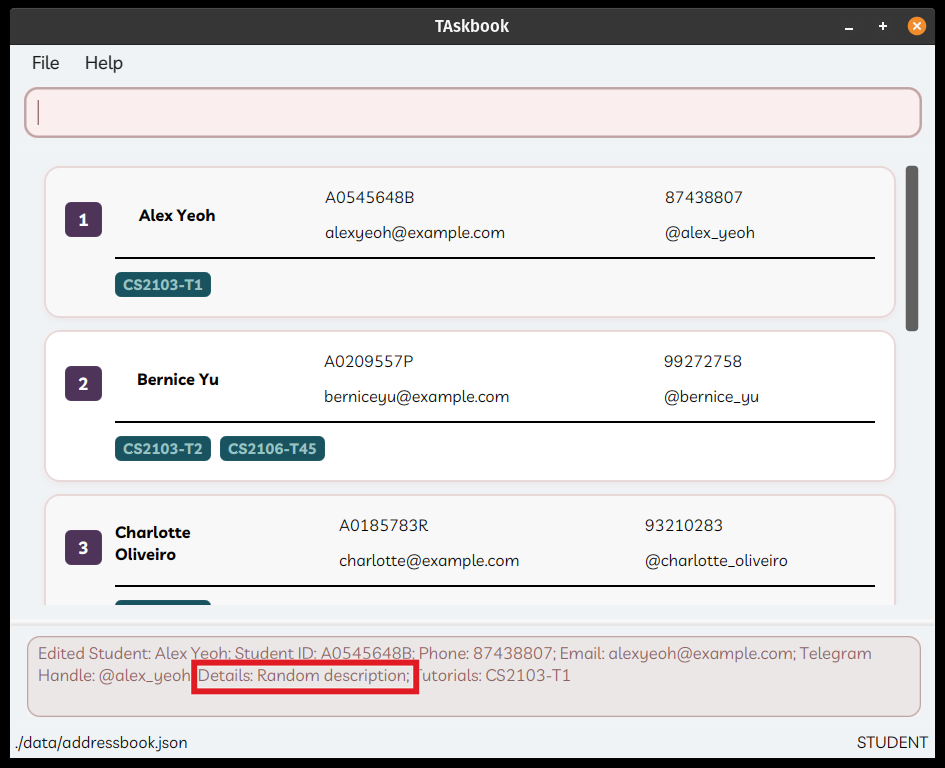 TAskbook
File Help
1
Alex Yeoh
A0545648B
87438807
alexyeoh@example.com
@alex_yeoh
CS2103-T1
2
Bernice Yu
A0209557P
99272758
berniceyu@example.com
@bernice_yu
CS2103-T2 CS2106-T45
3
Charlotte
Oliveiro
A0185783R
93210283
charlotte@example.com
@charlotte_oliveiro
Edited Student: Alex Yeoh; Student ID: A0545648B; Phone: 87438807; Email: alexyeoh@example.com; Telegram
Handle: @alex_yeoh Details: Random description; Tutorials: CS2103-T1
./data/addressbook.json
STUDENT